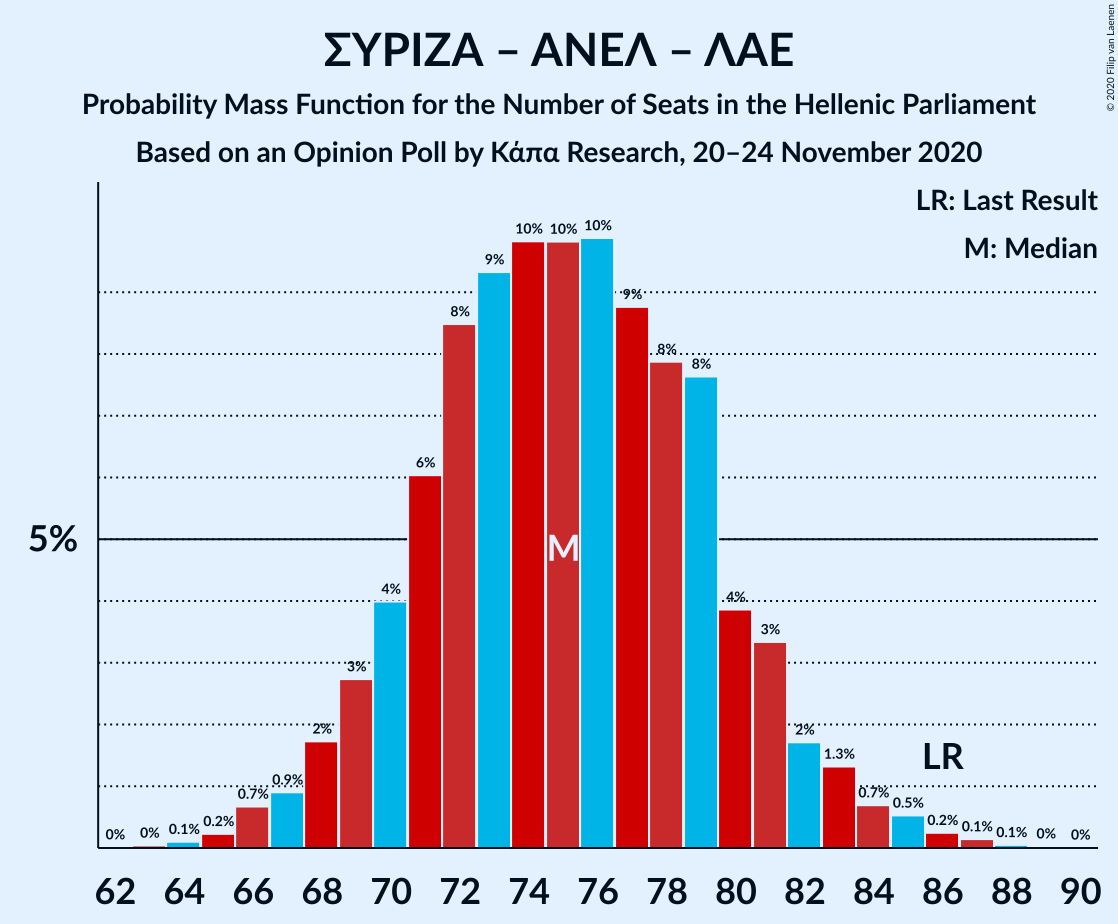 ΣΥΡΙΖΑ – ΑΝΕΛ – ΛΑΕ
Probability Mass Function for the Number of Seats in the Hellenic Parliament
Based on an Opinion Poll by Κάπα Research, 20–24 November 2020
© 2020 Filip van Laenen
LR: Last Result
M: Median
5%
0% 0% 0.1% 0.2% 0.7% 0.9% 2% 3% 4% 6% 8% 9% 10% 10% 10% 9% 8% 8% 4% 3% 2% 1.3% 0.7% 0.5% 0.2% 0.1% 0.1% 0% 0%
M
LR
62 64 66 68 70 72 74 76 78 80 82 84 86 88 90